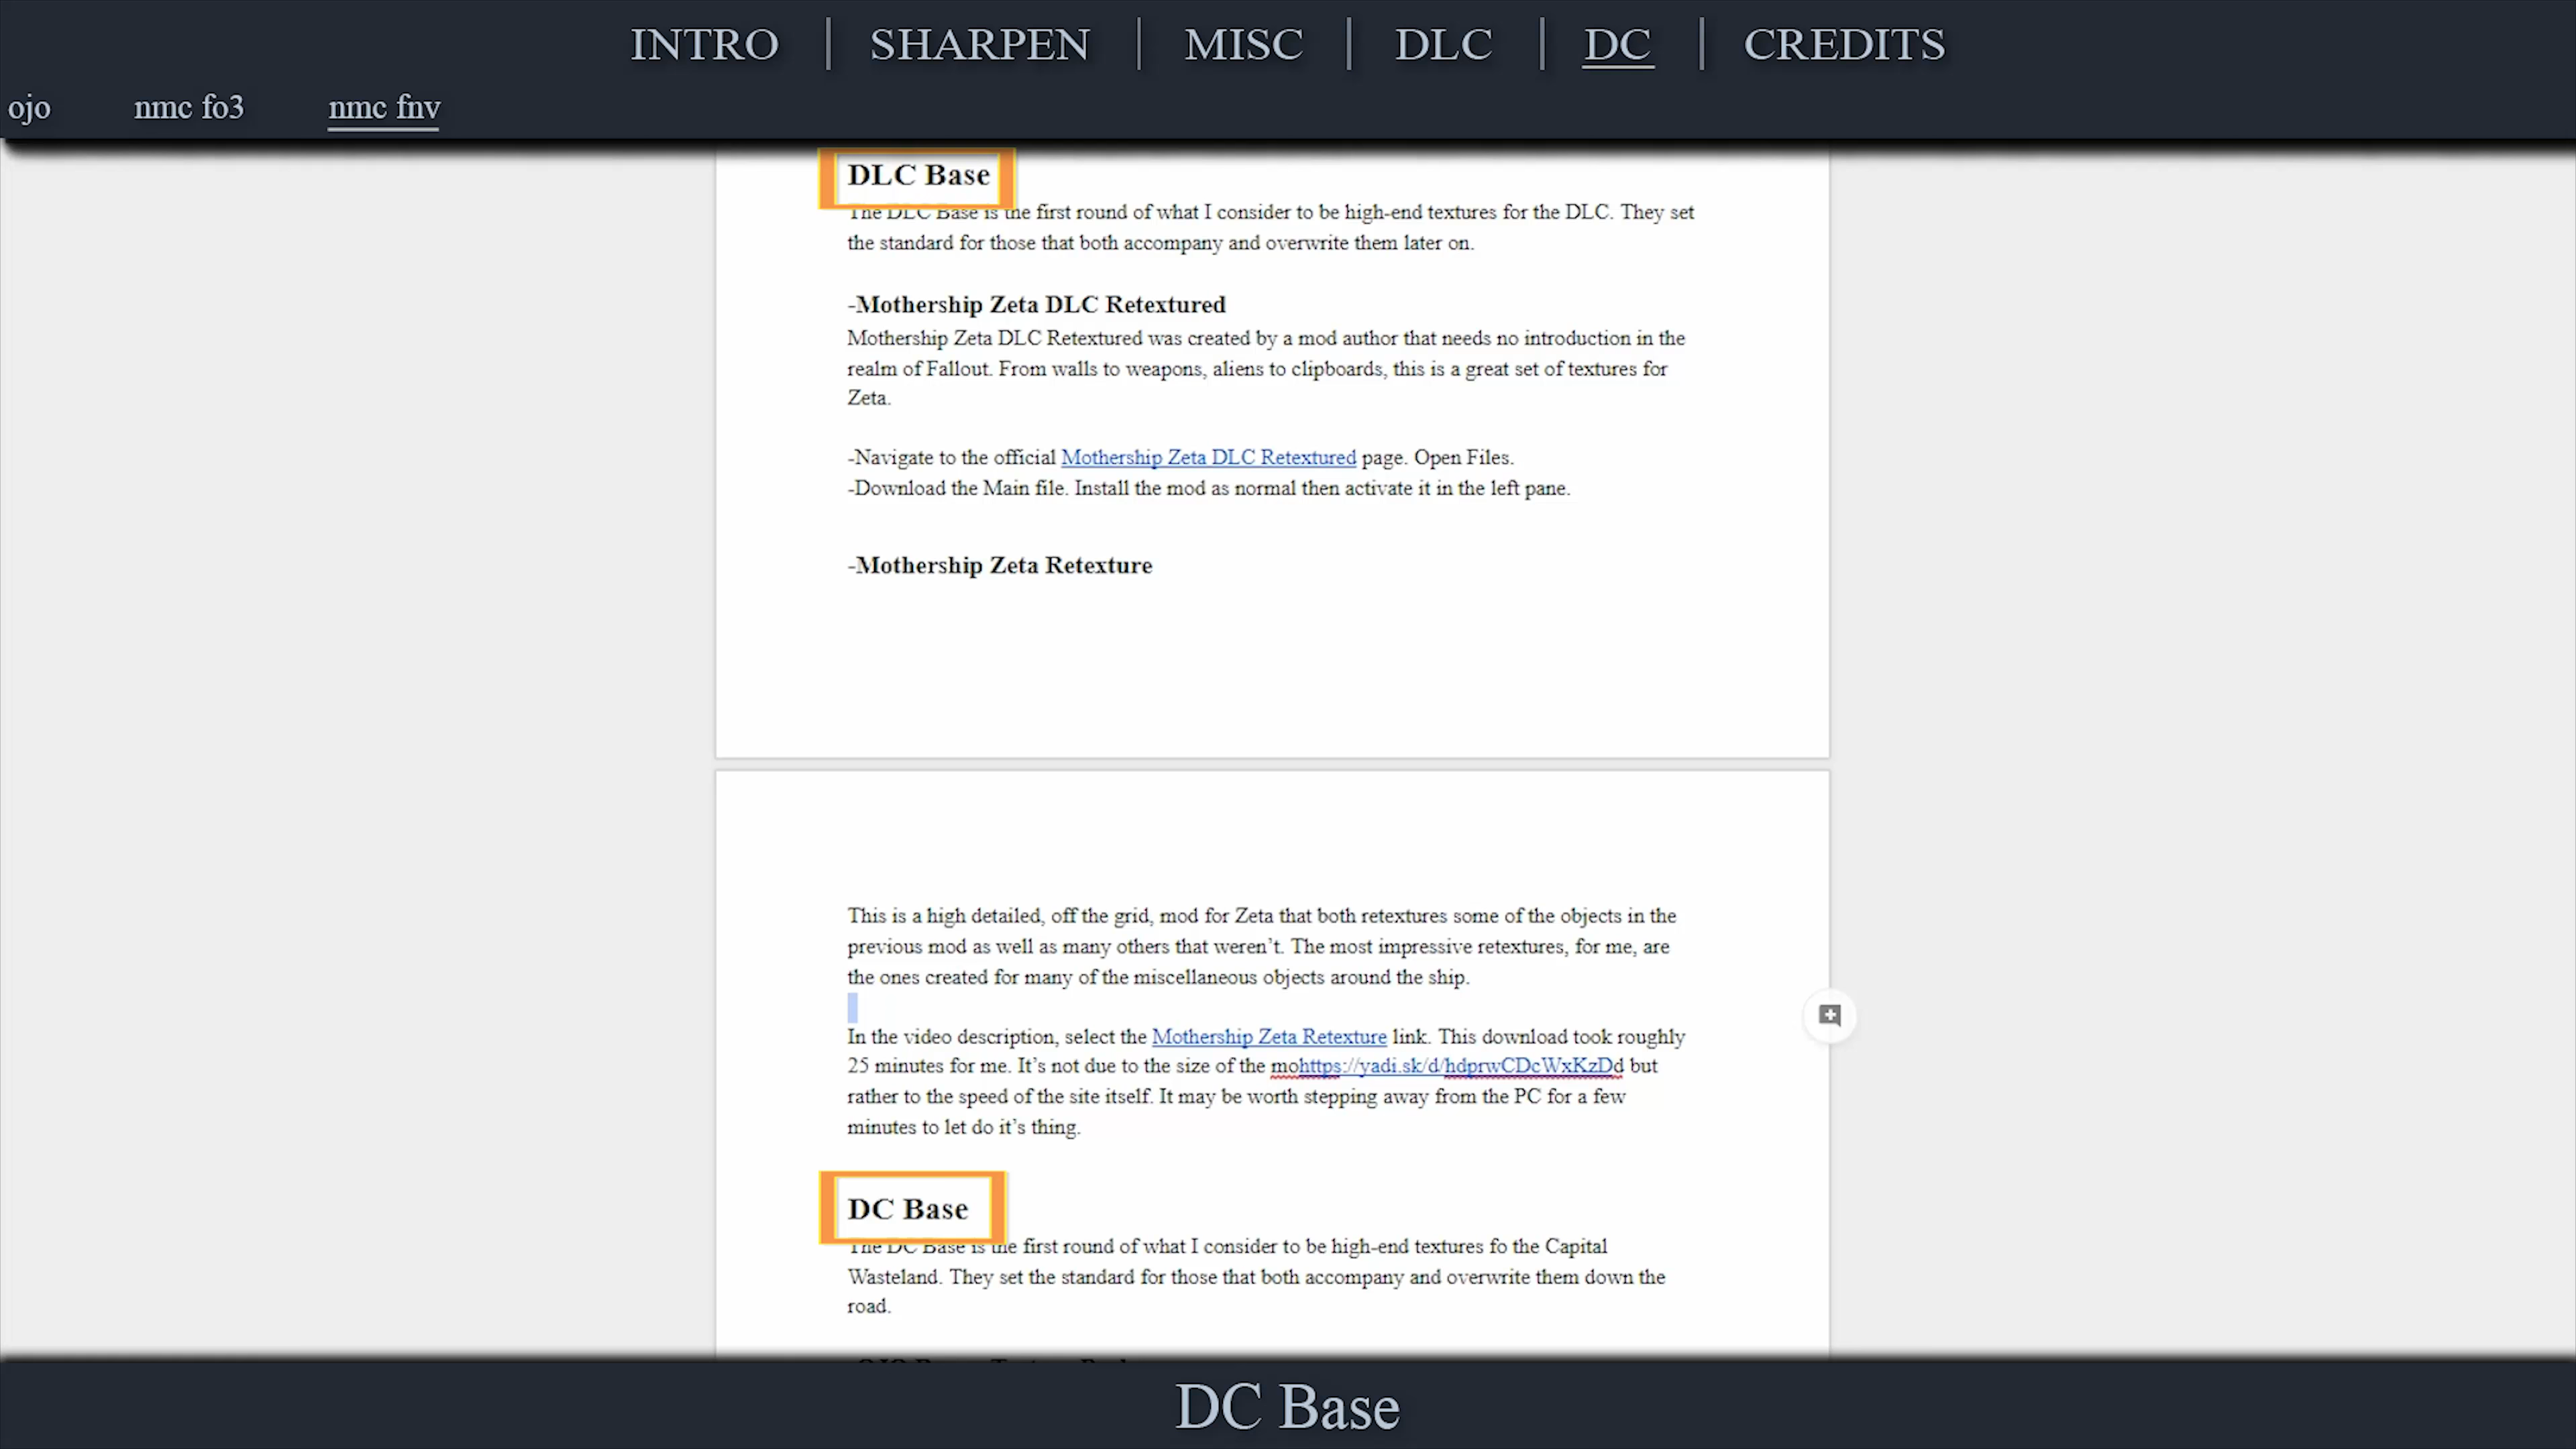 INTRO | SHARPEN | MISC | DLC | DC | CREDITS
ojo nmc fo3 nmc fnv
DLC Base
The DLC Base is the first round of what I consider to be high-end textures for the DLC. They set
the standard for those that both accompany and overwrite them later on.
-Mothership Zeta DLC Retextured
Mothership Zeta DLC Retextured was created by a mod author that needs no introduction in the
realm of Fallout. From walls to weapons, aliens to clipboards, this is a great set of textures for
Zeta.
-Navigate to the official Mothership Zeta DLC Retextured page. Open Files.
-Download the Main file. Install the mod as normal then activate it in the left pane.
-Mothership Zeta Retexture
This is a high detailed, off the grid, mod for Zeta that both retextures some of the objects in the
previous mod as well as many others that weren't. The most impressive retextures, for me, are
the ones created for many of the miscellaneous objects around the ship.
In the video description, select the Mothership Zeta Retexture link. This download took roughly
25 minutes for me. It's not due to the size of the mohttps://yadi.sk/d/hdprwCDcWxKzDd but
rather to the speed of the site itself. It may be worth stepping away from the PC for a few
minutes to let do it's thing.
DC Base
The DC Base is the first round of what I consider to be high-end textures fo the Capital
Wasteland. They set the standard for those that both accompany and overwrite them down the
road.
DC Base